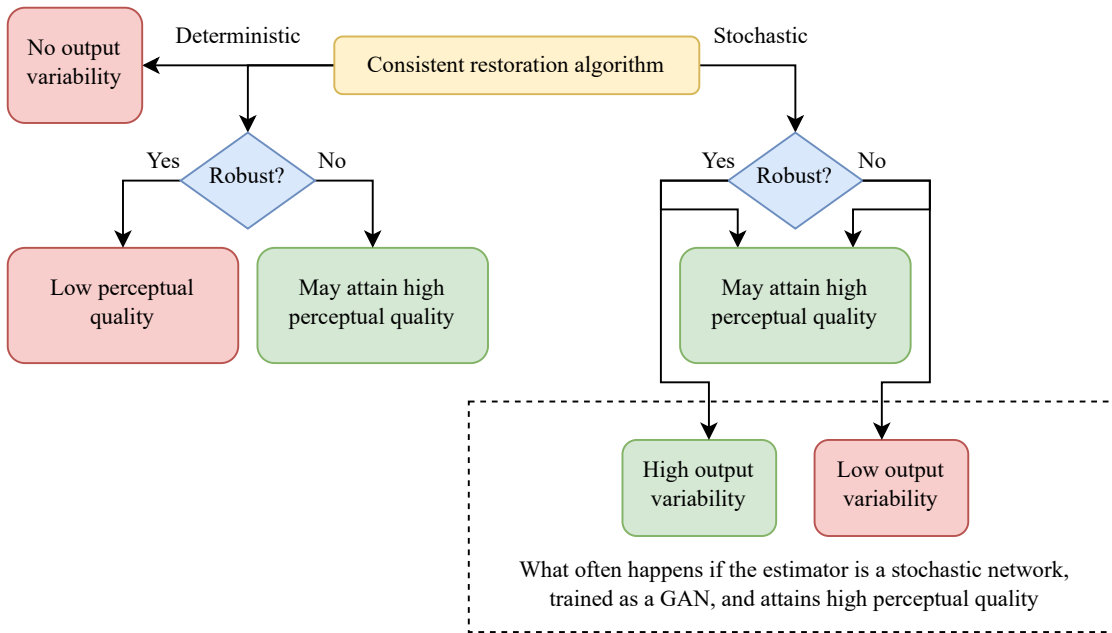 No output
variability
Deterministic
Consistent restoration algorithm
Stochastic
Yes
Robust?
No
Yes
Robust?
No
Low perceptual
quality
May attain high
perceptual quality
May attain high
perceptual quality
High output
variability
Low output
variability
What often happens if the estimator is a stochastic network,
trained as a GAN, and attains high perceptual quality